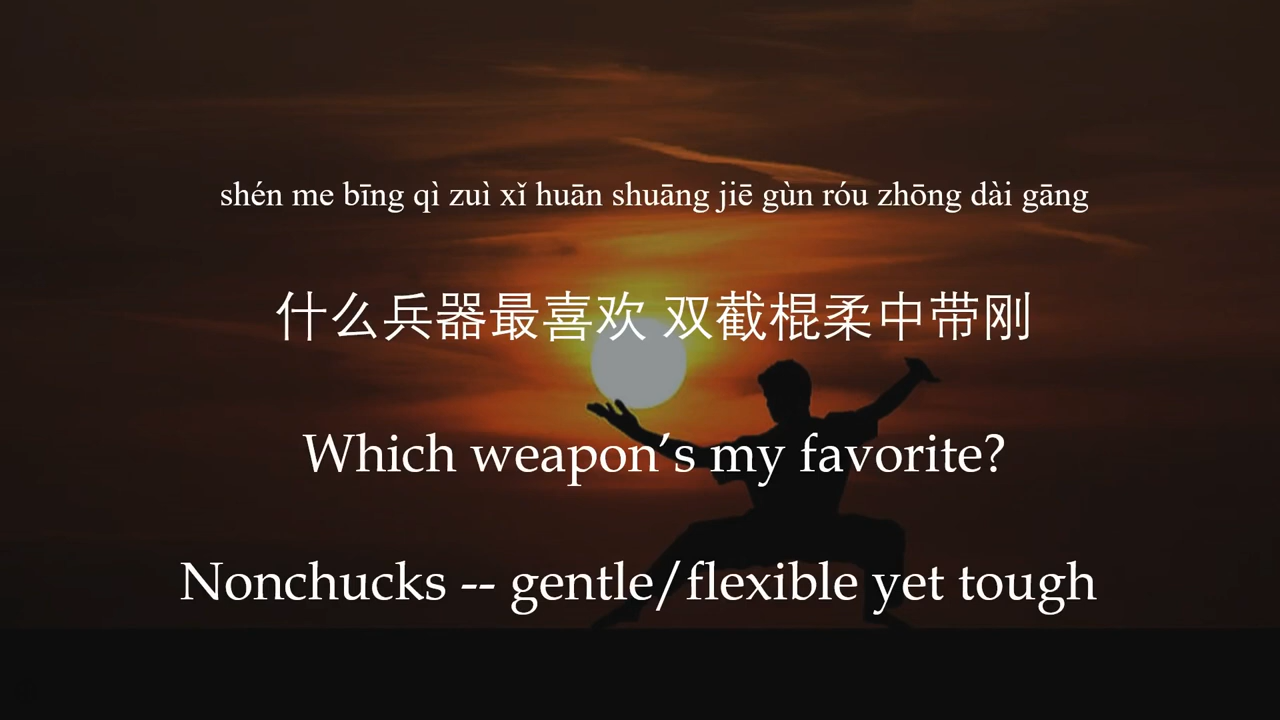 shén me bīng qì zuì xǐ huān shuāng jiē gùn róu zhōng dài gāng
什么兵器最喜欢 双截棍柔中带刚
Which weapon’s my favorite?
Nonchucks -- gentle/flexible yet tough